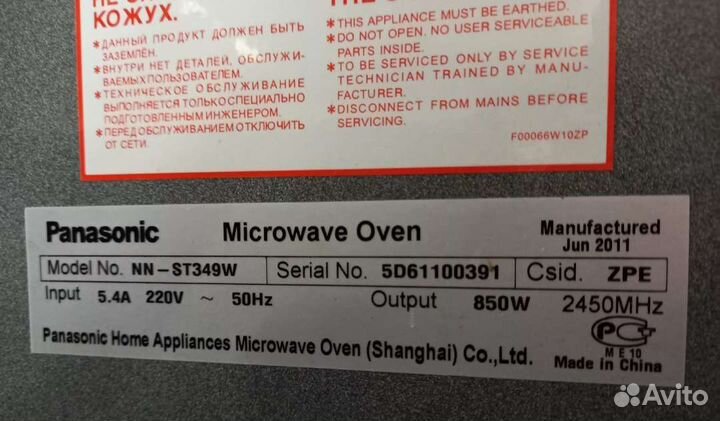 КОЖУХ.
*ДАННЫЙ ПРОДУКТ ДОЛЖЕН БЫТЬ
ЗАЗЕМЛЁН.
*ВНУТРИ НЕТ ДЕТАЛЕЙ, ОБСЛУЖИ-
ВАЕМЫХ ПОЛЬЗОВАТЕЛЕМ.
*ТЕХНИЧЕСКОЕ ОБСЛУЖИВАНИЕ
ВЫПОЛНЯЕТСЯ ТОЛЬКО СПЕЦИАЛЬНО
ПОДГОТОВЛЕННЫМ ИНЖЕНЕРОМ.
*ПЕРЕД ОБСЛУЖИВАНИЕМ ОТКЛЮЧИТЬ
ОТ СЕТИ.
*THIS APPLIANCE MUST BE EARTHED.
*DO NOT OPEN. NO USER SERVICEABLE
PARTS INSIDE.
*TO BE SERVICED ONLY BY SERVICE
TECHNICIAN TRAINED BY MANU-
FACTURER.
*DISCONNECT FROM MAINS BEFORE
SERVICING.
F00066W10ZP
Panasonic Microwave Oven Manufactured
Jun 2011
Model No. NN-ST349W Serial No. 5D61100391 Csid. ZPE
Input 5.4A 220V ~ 50Hz Output 850W 2450MHz
Panasonic Home Appliances Microwave Oven (Shanghai) Co.,Ltd.
ME10
Made in China
Avito